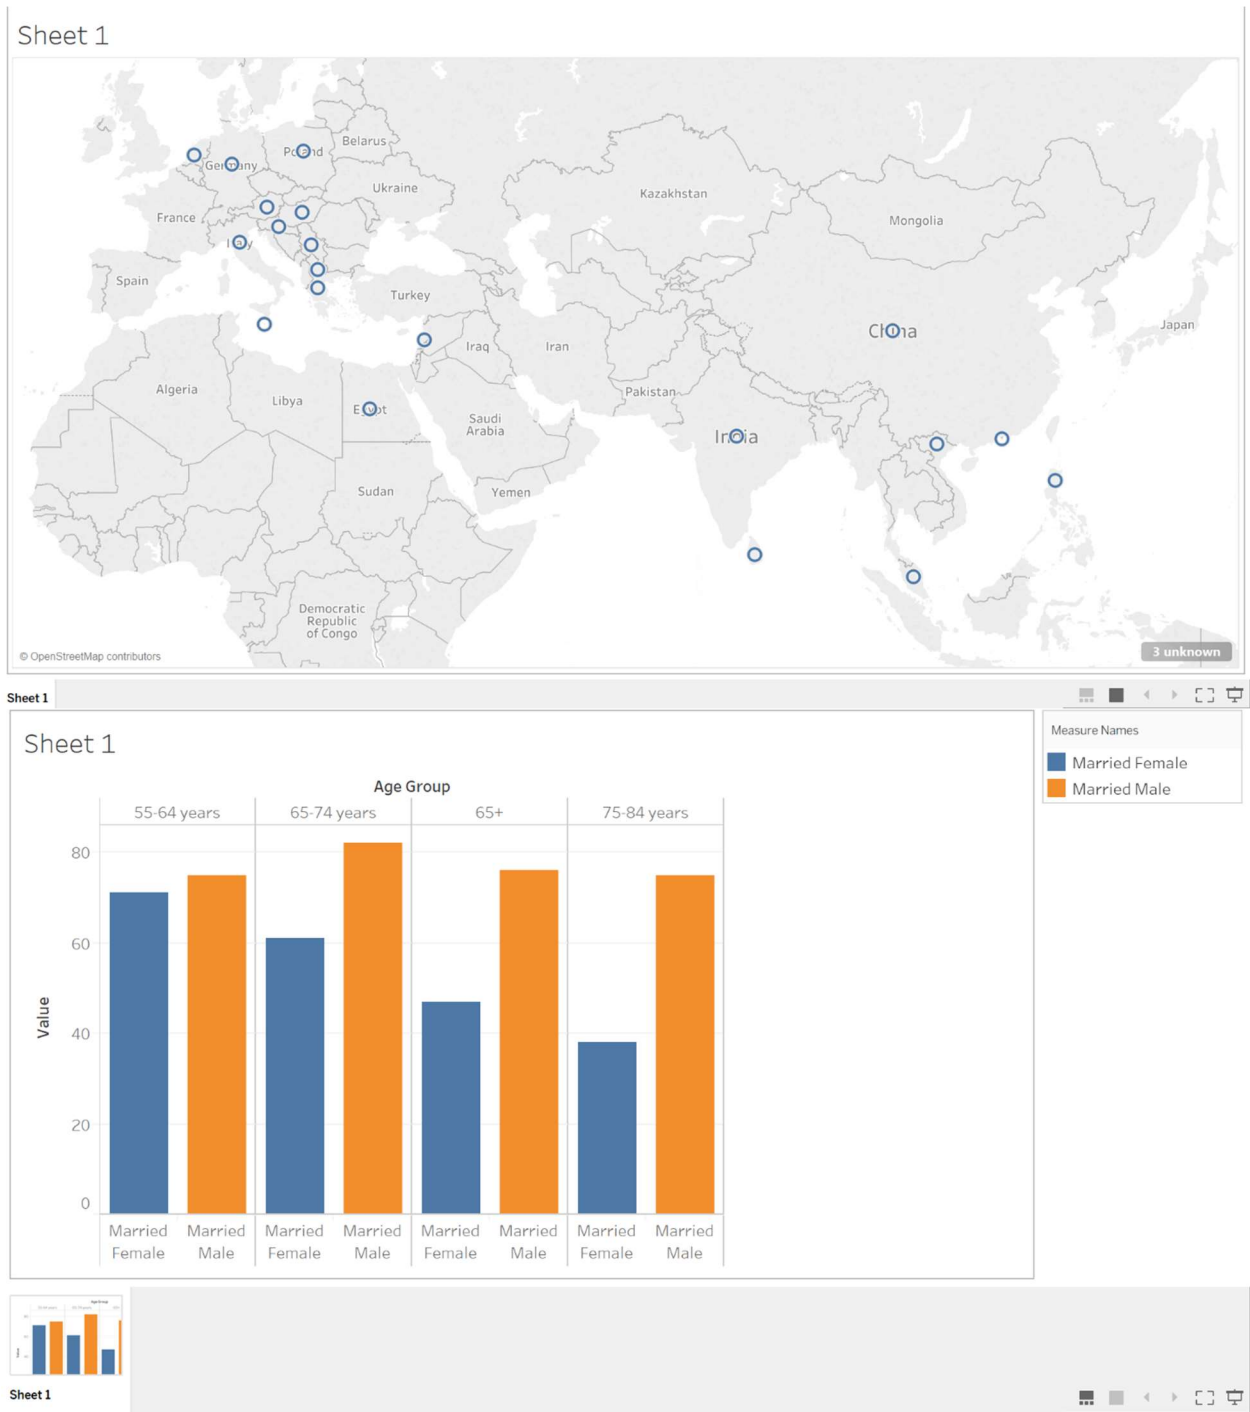 Sheet 1
Belarus
Poland
Germany
Ukraine
Kazakhstan
France
Mongolia
Italy
Spain
Turkey
Japan
China
Iraq
Iran
Algeria
Pakistan
Libya
Egypt
Saudi
Arabia
India
Sudan
Yemen
Democratic
Republic
of Congo
© OpenStreetMap contributors
3 unknown
Sheet 1
Sheet 1
Measure Names
Married Female
Married Male
Age Group
55-64 years 65-74 years 65+ 75-84 years
80
60
40
20
0
Value
Married Married Married Married Married Married Married Married
Female Male Female Male Female Male Female Male
Age Group
Sheet 1